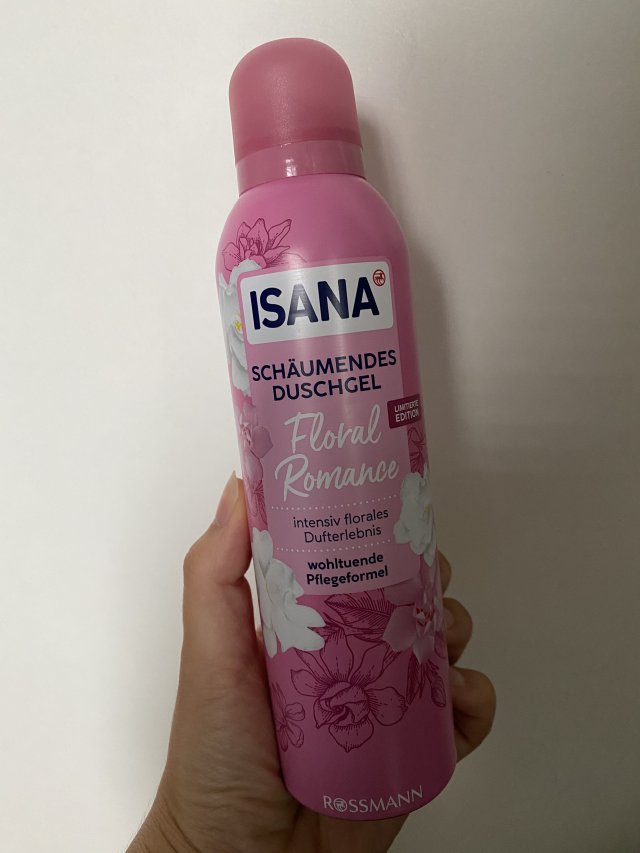 ISANA
SCHÄUMENDES
DUSCHGEL
LIMITIERTE
EDITION
Floral
Romance
intensiv florales
Dufterlebnis
wohltuende
Pflegeformel
ROSSMANN